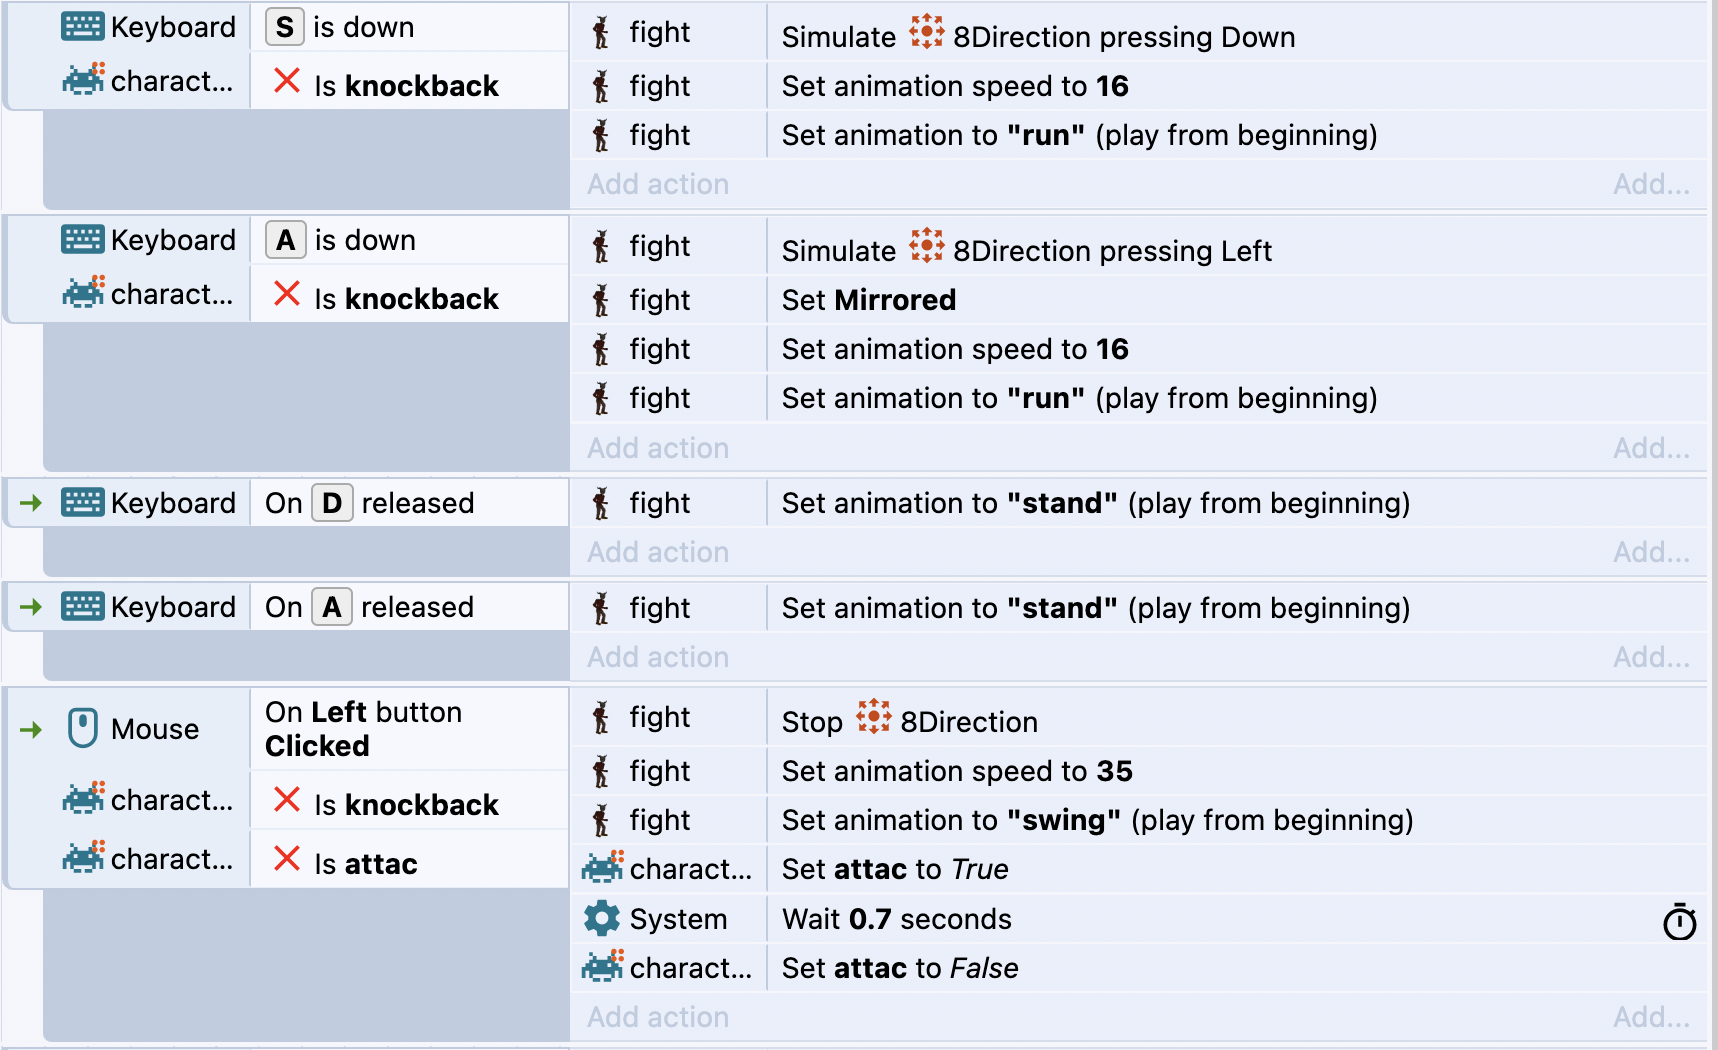 Keyboard S is down fight Simulate 8Direction pressing Down
charact... Is knockback fight Set animation speed to 16
fight Set animation to "run" (play from beginning)
Add action Add...
Keyboard A is down fight Simulate 8Direction pressing Left
charact... Is knockback fight Set Mirrored
fight Set animation speed to 16
fight Set animation to "run" (play from beginning)
Add action Add...
Keyboard On D released fight Set animation to "stand" (play from beginning)
Add action Add...
Keyboard On A released fight Set animation to "stand" (play from beginning)
Add action Add...
Mouse On Left button
Clicked
fight Stop 8Direction
fight Set animation speed to 35
charact... Is knockback fight Set animation to "swing" (play from beginning)
charact... Is attac charact... Set attac to True
System Wait 0.7 seconds
charact... Set attac to False
Add action Add...